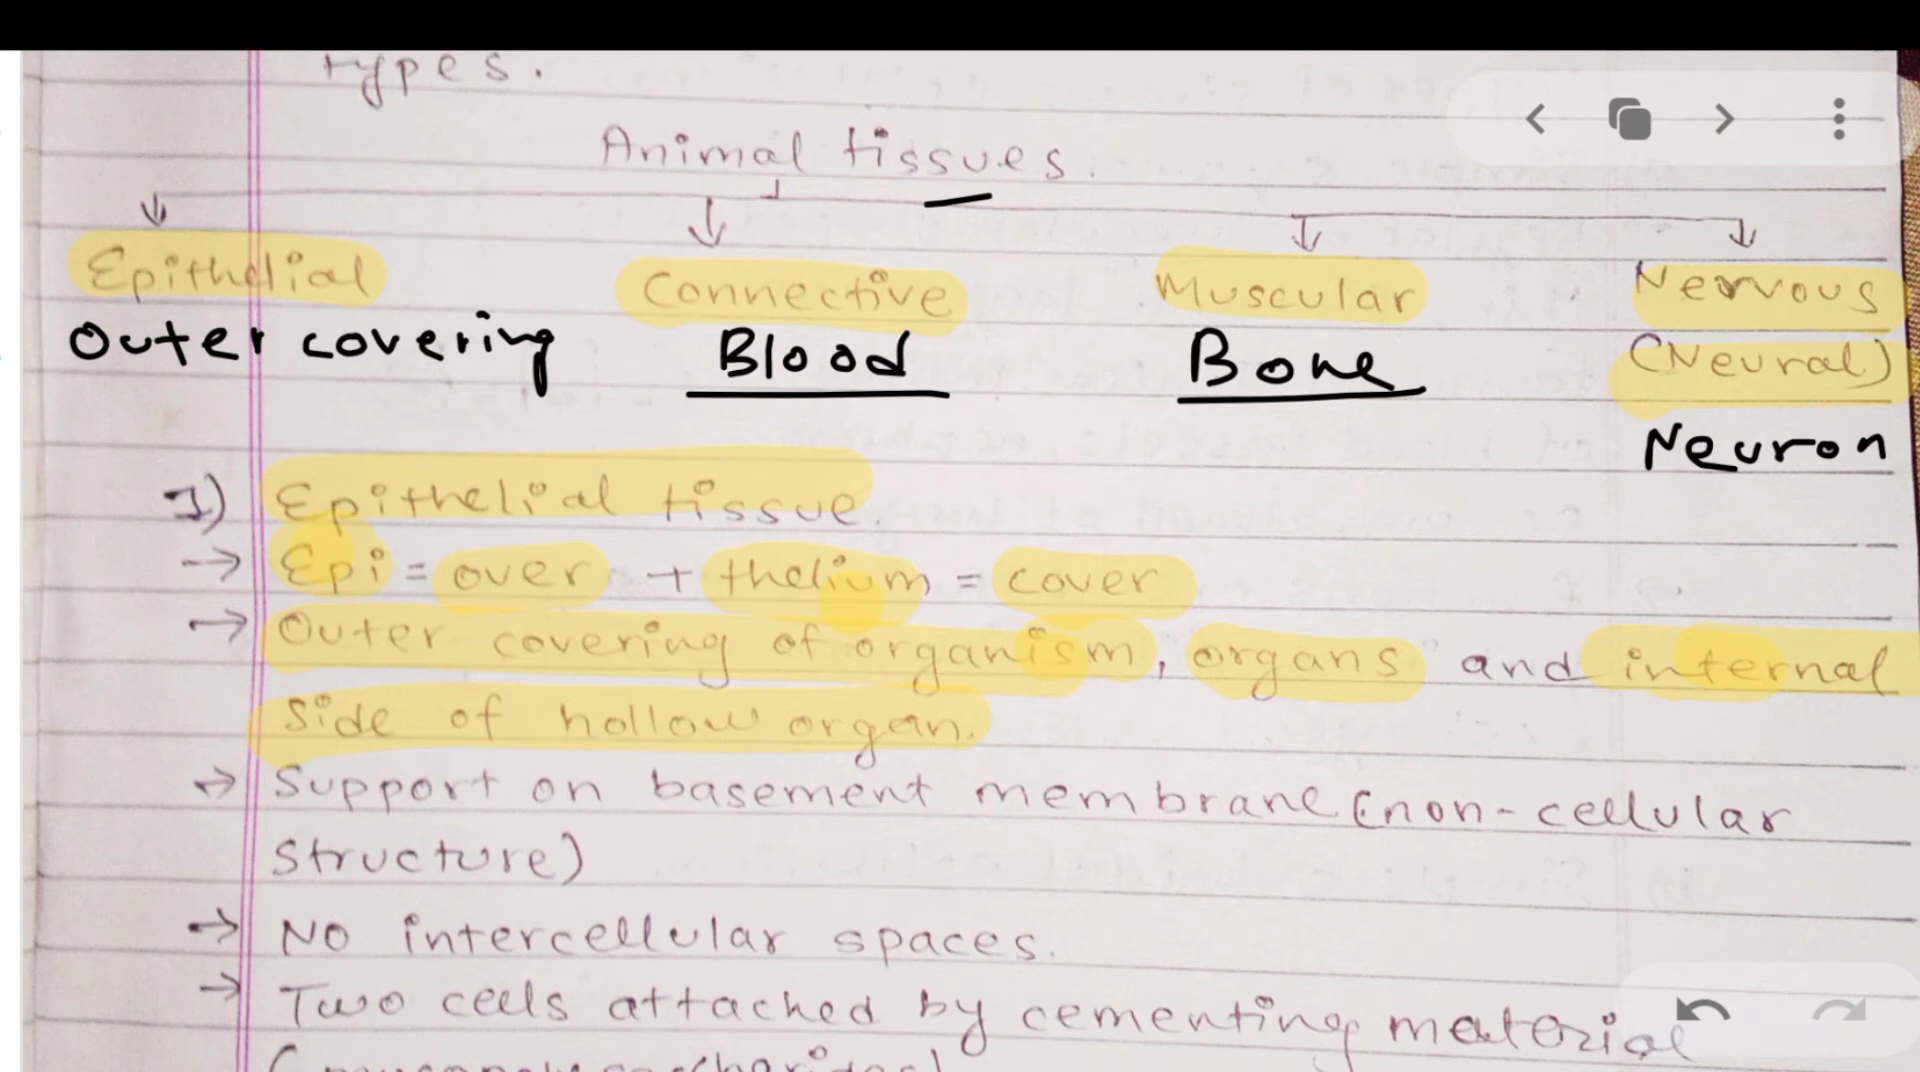 types.
Animal tissues.
Epithelial Connective Muscular Nervous
(Neural)
Outer covering Blood Bone
Neuron
I) Epithelial tissue.
→ Epi = over + thelium = cover
→ Outer covering of organism, organs and internal
side of hollow organ.
→ Support on basement membrane (non-cellular
structure)
→ No intercellular spaces.
→ Two cells attached by cementing material